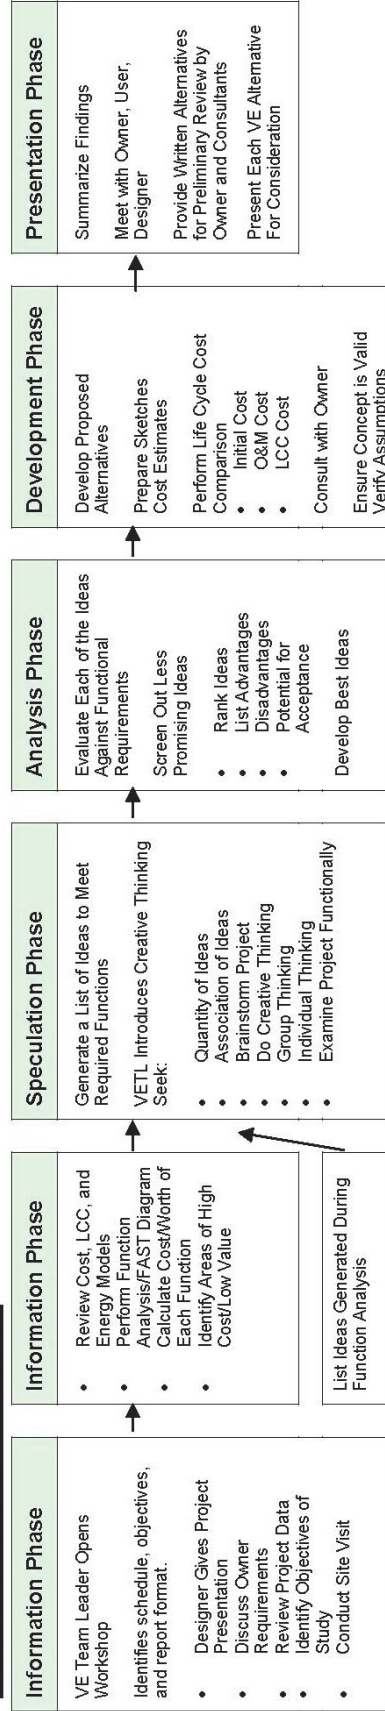 Information Phase
VE Team Leader Opens
Workshop
Identifies schedule, objectives,
and report format.
• Designer Gives Project
Presentation
• Discuss Owner
Requirements
• Review Project Data
• Identify Objectives of
Study
• Conduct Site Visit
Information Phase
• Review Cost, LCC, and
Energy Models
• Perform Function
Analysis/FAST Diagram
• Calculate Cost/Worth of
Each Function
• Identify Areas of High
Cost/Low Value
List Ideas Generated During
Function Analysis
Speculation Phase
Generate a List of Ideas to Meet
Required Functions
VETL Introduces Creative Thinking
Seek:
• Quantity of Ideas
• Association of Ideas
• Brainstorm Project
• Do Creative Thinking
• Group Thinking
• Individual Thinking
• Examine Project Functionally
Analysis Phase
Evaluate Each of the Ideas
Against Functional
Requirements
Screen Out Less
Promising Ideas
• Rank Ideas
• List Advantages
• Disadvantages
• Potential for
Acceptance
Develop Best Ideas
Development Phase
Develop Proposed
Alternatives
Prepare Sketches
Cost Estimates
Perform Life Cycle Cost
Comparison
• Initial Cost
• O&M Cost
• LCC Cost
Consult with Owner
Ensure Concept is Valid
Verify Assumptions
Presentation Phase
Summarize Findings
Meet with Owner, User,
Designer
Provide Written Alternatives
for Preliminary Review by
Owner and Consultants
Present Each VE Alternative
For Consideration